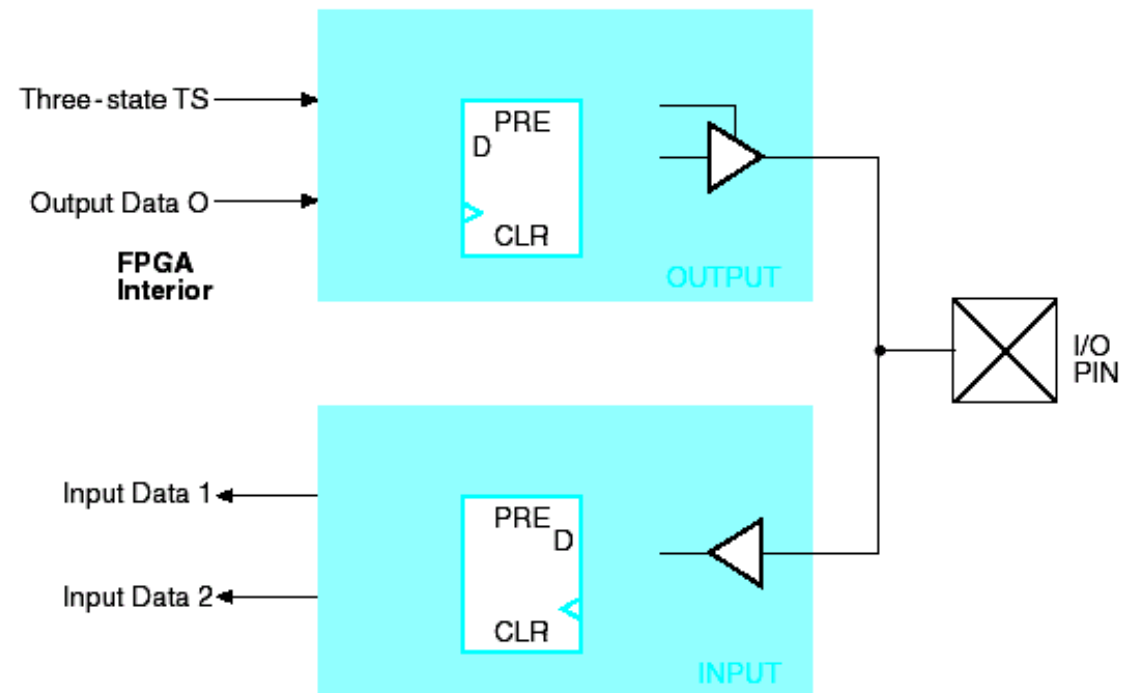 Three-state TS
PRE
D
Output Data O
CLR
FPGA
Interior
OUTPUT
I/O
PIN
Input Data 1
PRE
D
Input Data 2
CLR
INPUT